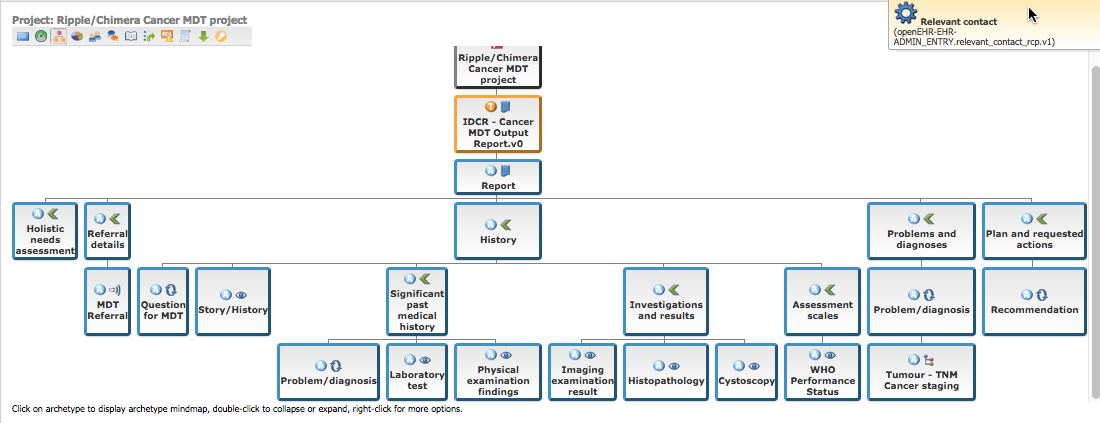 Project: Ripple/Chimera Cancer MDT project
Relevant contact
(openEHR-EHR-
ADMIN_ENTRY.relevant_contact_rcp.v1)
Ripple/Chimera
Cancer MDT
project
IDCR - Cancer
MDT Output
Report.v0
Report
Holistic
needs
assessment
Referral
details
History
Problems and
diagnoses
Plan and requested
actions
MDT
Referral
Question
for MDT
Story/History
Significant
past
medical
history
Investigations
and results
Assessment
scales
Problem/diagnosis
Recommendation
Problem/diagnosis
Laboratory
test
Physical
examination
findings
Imaging
examination
result
Histopathology
Cystoscopy
WHO
Performance
Status
Tumour - TNM
Cancer staging
Click on archetype to display archetype mindmap, double-click to collapse or expand, right-click for more options.